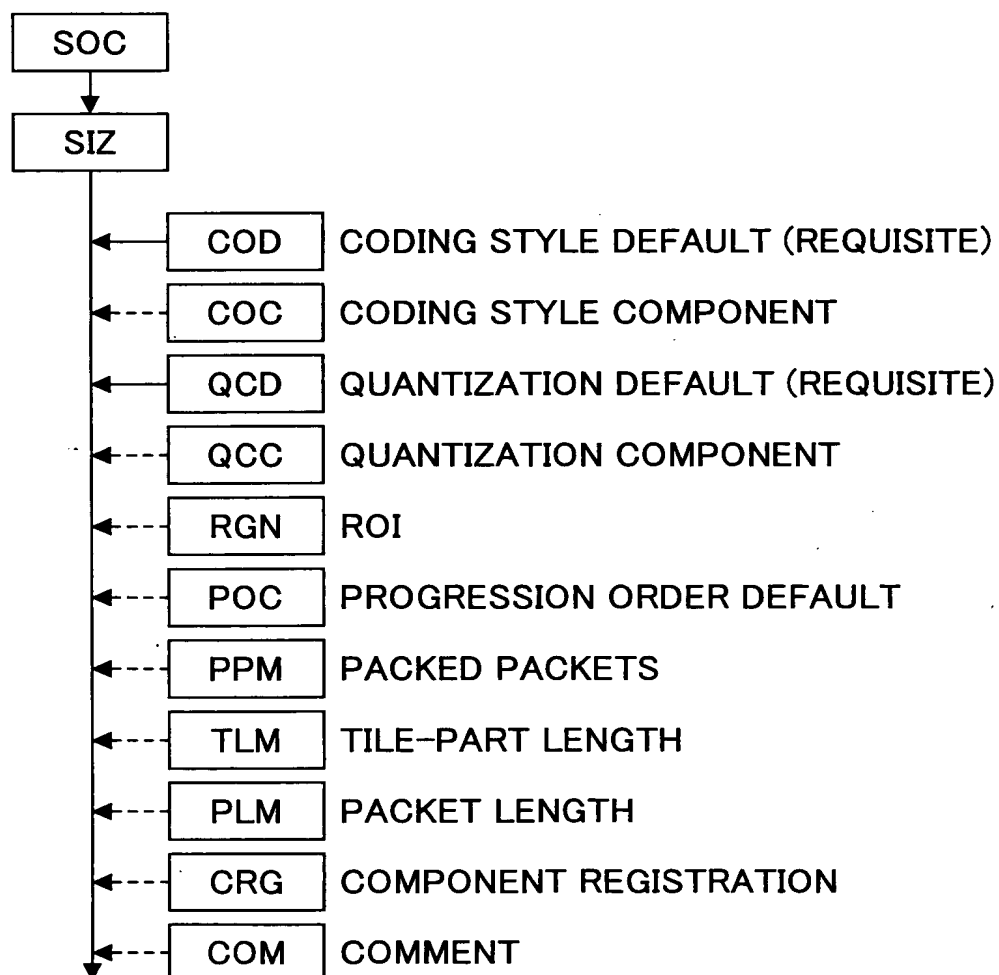 SOC
SIZ
COD CODING STYLE DEFAULT (REQUISITE)
COC CODING STYLE COMPONENT
QCD QUANTIZATION DEFAULT (REQUISITE)
QCC QUANTIZATION COMPONENT
RGN ROI
POC PROGRESSION ORDER DEFAULT
PPM PACKED PACKETS
TLM TILE-PART LENGTH
PLM PACKET LENGTH
CRG COMPONENT REGISTRATION
COM COMMENT